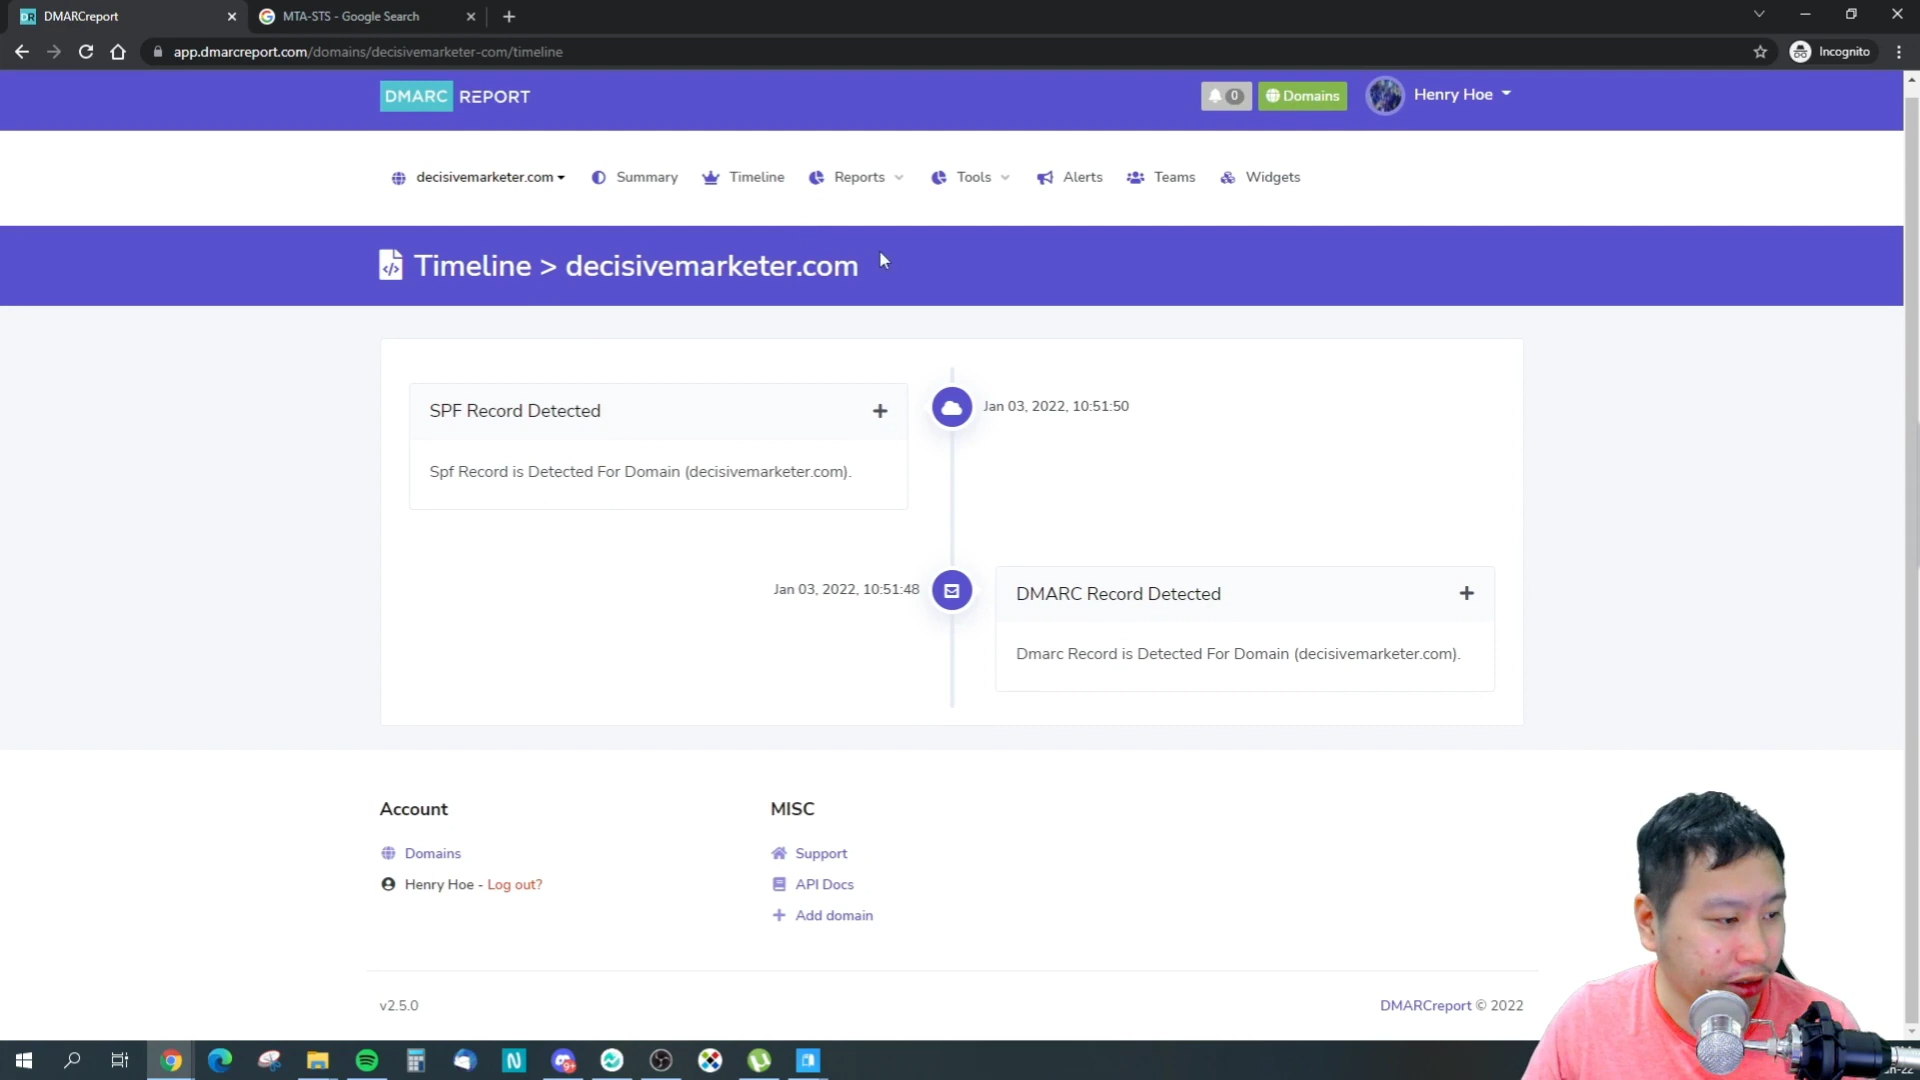 DMARCreport
MTA-STS - Google Search
app.dmarcreport.com/domains/decisivemarketer-com/timeline
Incognito
DMARC REPORT
0
Domains
Henry Hoe
decisivemarketer.com
Summary
Timeline
Reports
Tools
Alerts
Teams
Widgets
Timeline > decisivemarketer.com
SPF Record Detected
Jan 03, 2022, 10:51:50
Spf Record is Detected For Domain (decisivemarketer.com).
Jan 03, 2022, 10:51:48
DMARC Record Detected
Dmarc Record is Detected For Domain (decisivemarketer.com).
Account
MISC
Domains
Support
Henry Hoe - Log out?
API Docs
Add domain
v2.5.0
DMARCreport © 2022